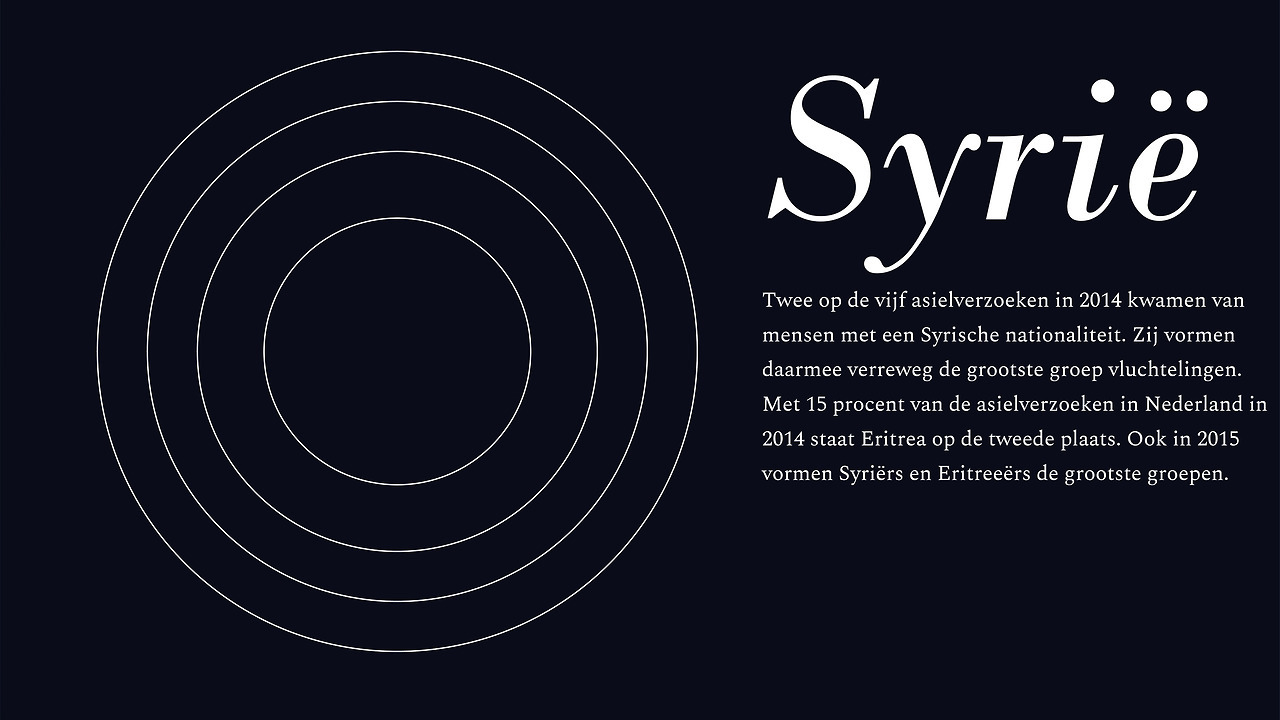 Syrië
Twee op de vijf asielverzoeken in 2014 kwamen van
mensen met een Syrische nationaliteit. Zij vormen
daarmee verreweg de grootste groep vluchtelingen.
Met 15 procent van de asielverzoeken in Nederland in
2014 staat Eritrea op de tweede plaats. Ook in 2015
vormen Syriërs en Eritreeërs de grootste groepen.